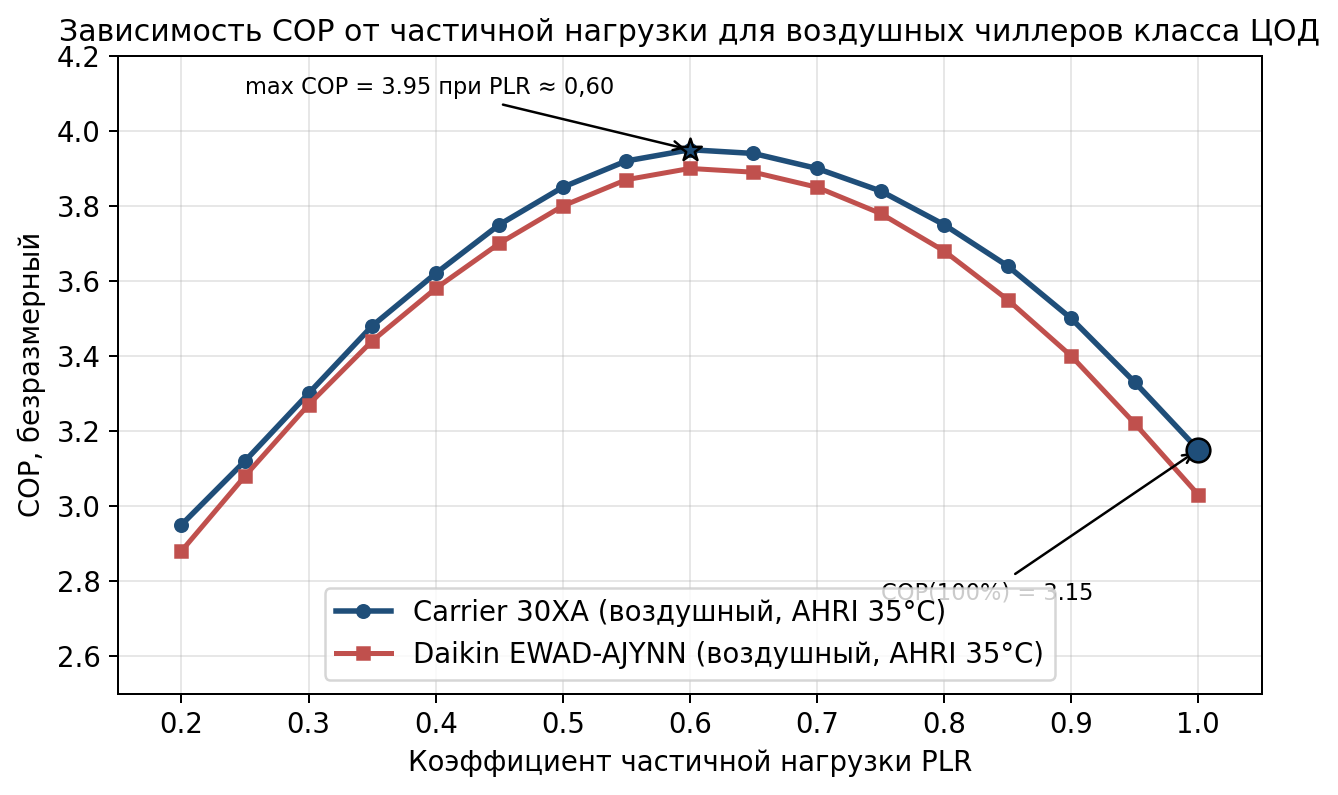 Зависимость COP от частичной нагрузки для воздушных чиллеров класса ЦОД
max COP = 3.95 при PLR ≈ 0,60
COP, безразмерный
4.2
4.0
3.8
3.6
3.4
3.2
3.0
2.8
2.6
COP(100%) = 3.15
Carrier 30XA (воздушный, AHRI 35°C)
Daikin EWAD-AJYNN (воздушный, AHRI 35°C)
0.2 0.3 0.4 0.5 0.6 0.7 0.8 0.9 1.0
Коэффициент частичной нагрузки PLR